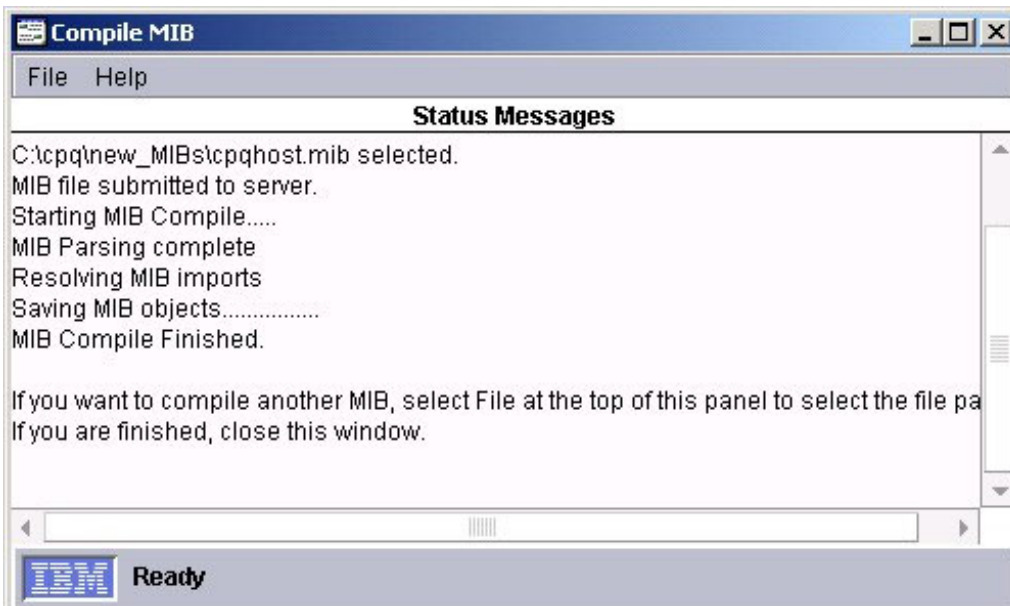 Compile MIB
File Help
Status Messages
C:\cpq\new_MIBs\cpqhost.mib selected.
MIB file submitted to server.
Starting MIB Compile.....
MIB Parsing complete
Resolving MIB imports
Saving MIB objects................
MIB Compile Finished.
If you want to compile another MIB, select File at the top of this panel to select the file pa
If you are finished, close this window.
IBM Ready